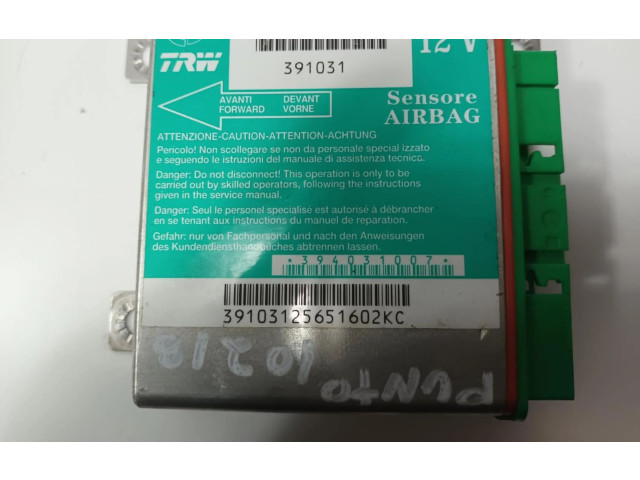 12 V
TRW
391031
AVANTI DEVANT
FORWARD VORNE
Sensore
AIRBAG
ATTENZIONE-CAUTION-ATTENTION-ACHTUNG
Pericolo! Non scollegare se non da personale specializzato
e seguendo le istruzioni del manuale di assistenza tecnica.
Danger: Do not disconnect! This operation is only to be
carried out by skilled operators, following the instructions
given in the service manual.
Danger: Seul le personel specialisé est autorisé à débrancher
en se tenant aux instructions du manuel de reparation.
Gefahr: nur von Fachpersonal und nach den Anweisungen
des Kundendiensthandbuches abtrennen lassen.
*394031007*
39103125651602KC
PUNTO
10218